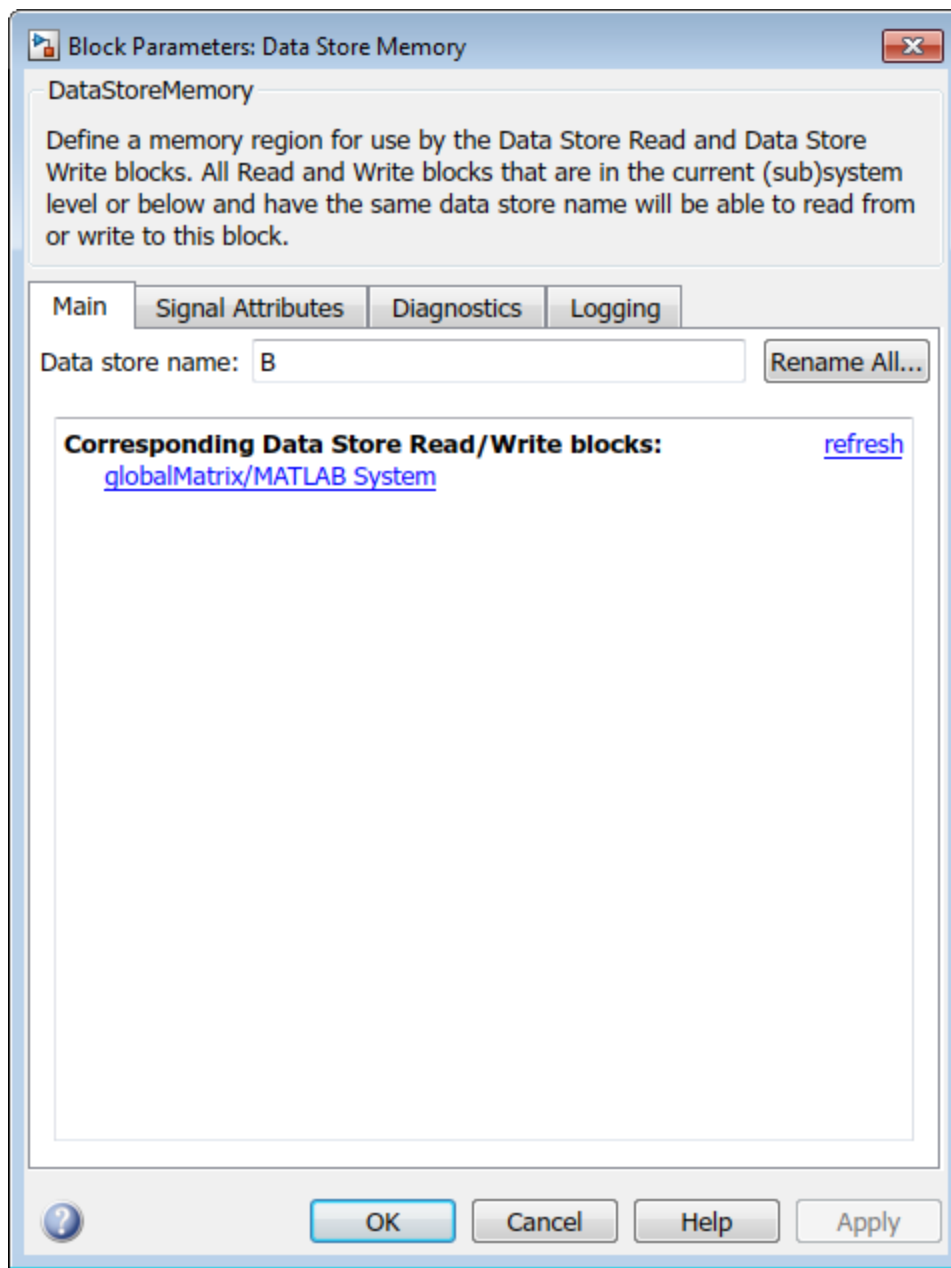 Block Parameters: Data Store Memory
DataStoreMemory
Define a memory region for use by the Data Store Read and Data Store
Write blocks. All Read and Write blocks that are in the current (sub)system
level or below and have the same data store name will be able to read from
or write to this block.
Main Signal Attributes Diagnostics Logging
Data store name: B Rename All...
Corresponding Data Store Read/Write blocks: refresh
globalMatrix/MATLAB System
? OK Cancel Help Apply